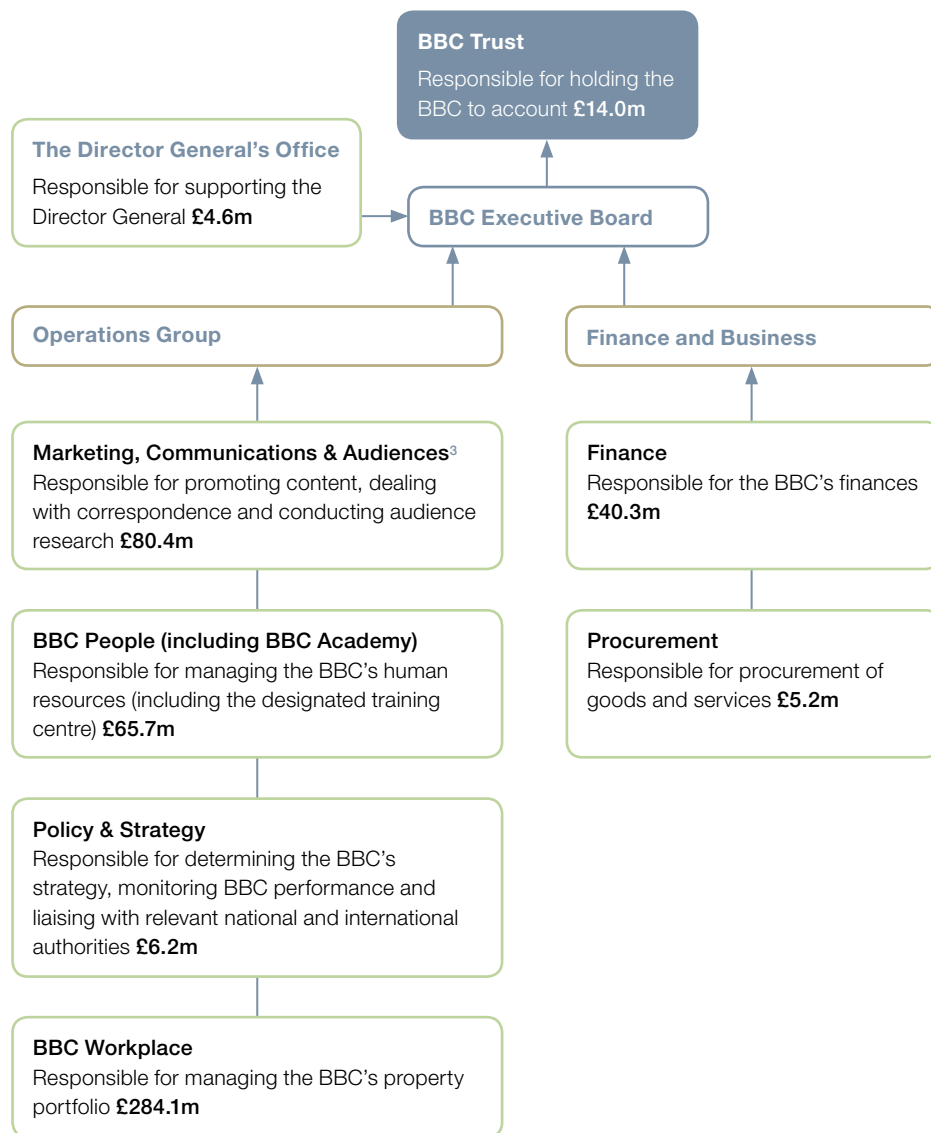 BBC Trust
Responsible for holding the
BBC to account £14.0m
The Director General's Office
Responsible for supporting the
Director General £4.6m
BBC Executive Board
Operations Group
Finance and Business
Marketing, Communications & Audiences³
Responsible for promoting content, dealing
with correspondence and conducting audience
research £80.4m
Finance
Responsible for the BBC's finances
£40.3m
BBC People (including BBC Academy)
Responsible for managing the BBC's human
resources (including the designated training
centre) £65.7m
Procurement
Responsible for procurement of
goods and services £5.2m
Policy & Strategy
Responsible for determining the BBC's
strategy, monitoring BBC performance and
liaising with relevant national and international
authorities £6.2m
BBC Workplace
Responsible for managing the BBC's property
portfolio £284.1m